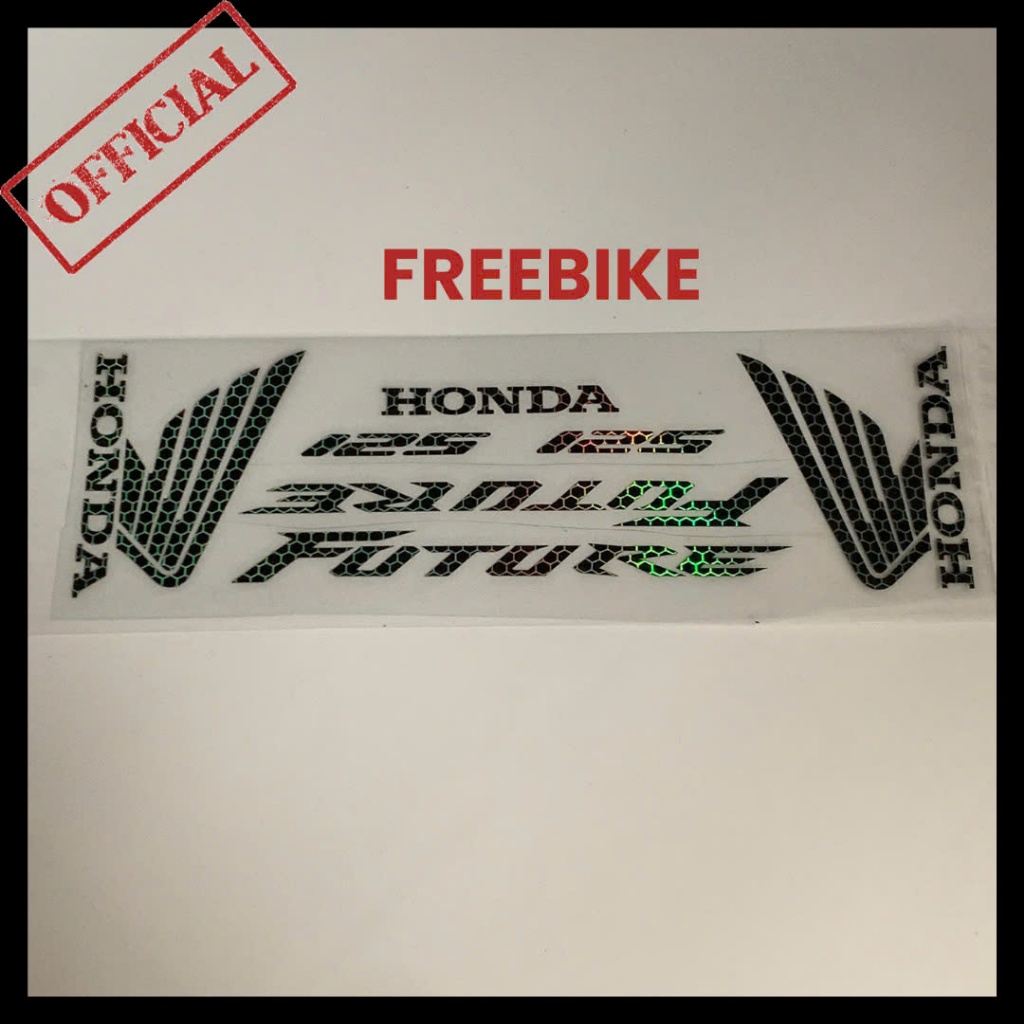 OFFICIAL
FREEBIKE
HONDA
HONDA
HONDA
125 125
FUTURE
FUTURE